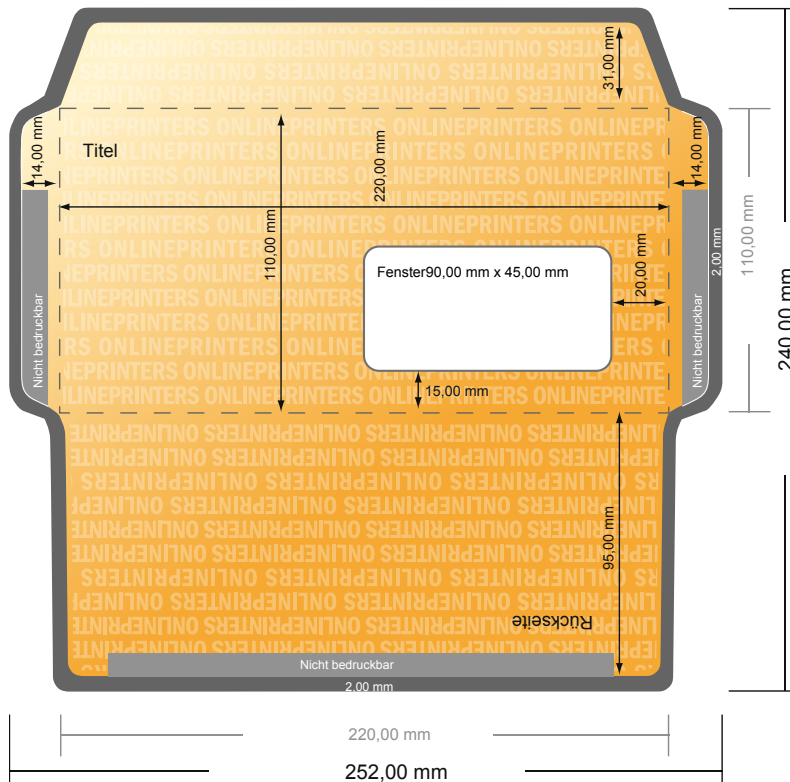 31,00 mm
14,00 mm
Titel
220,00 mm
110,00 mm
14,00 mm
2,00 mm
110,00 mm
240,00 mm
Fenster90,00 mm x 45,00 mm
20,00 mm
15,00 mm
Nicht bedruckbar
Nicht bedruckbar
ONLINEPRINTERS ONLINEPRINTERS
95,00 mm
Rückseite
Nicht bedruckbar
2,00 mm
220,00 mm
252,00 mm